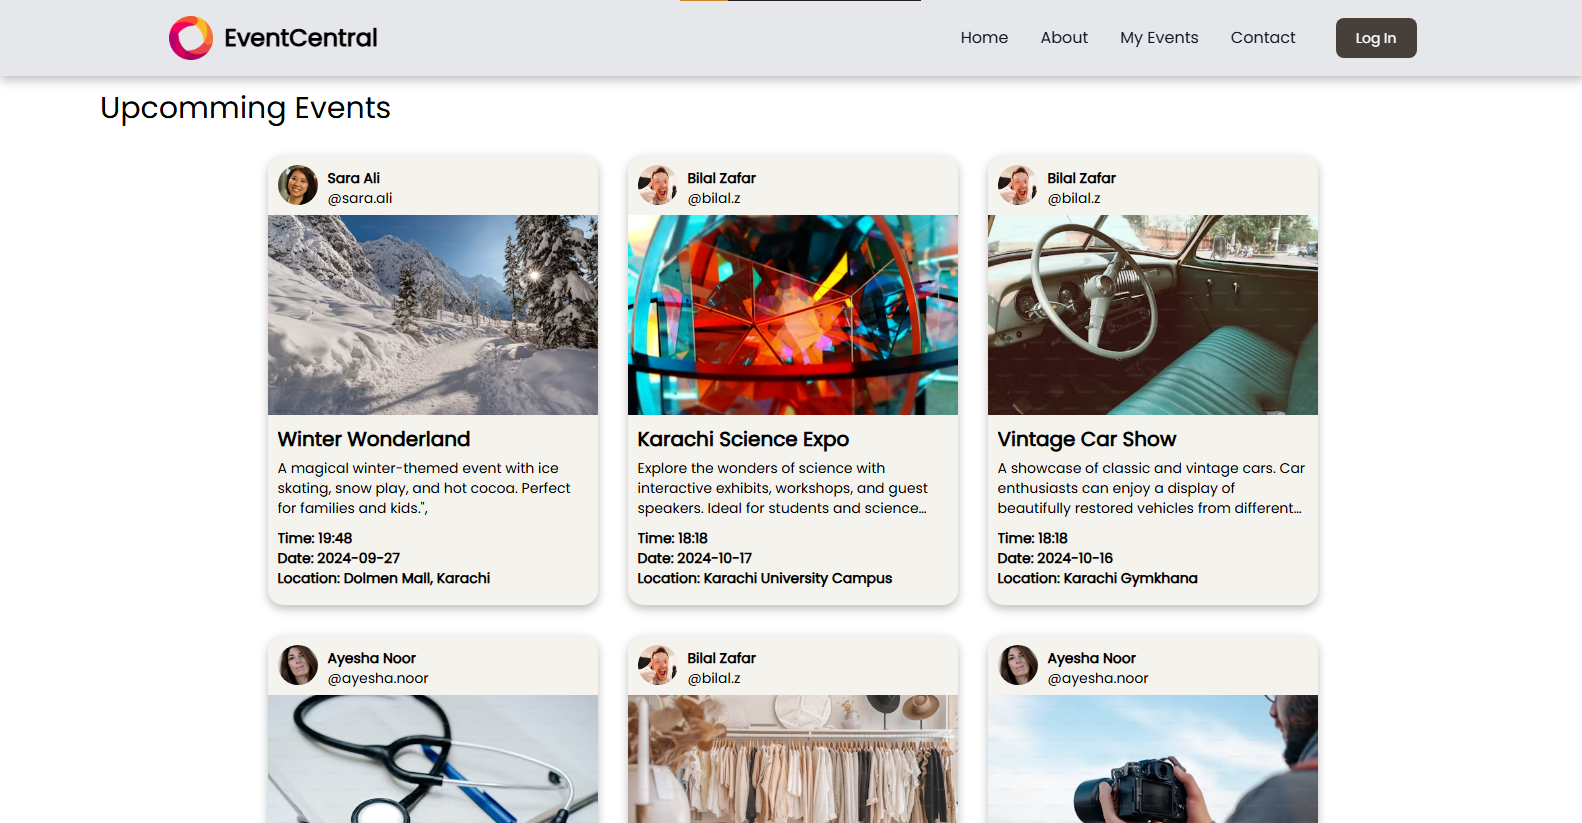 EventCentral
Home
About
My Events
Contact
Log In
Upcomming Events
Sara Ali
@sara.ali
Winter Wonderland
A magical winter-themed event with ice
skating, snow play, and hot cocoa. Perfect
for families and kids.",
Time: 19:48
Date: 2024-09-27
Location: Dolmen Mall, Karachi
Bilal Zafar
@bilal.z
Karachi Science Expo
Explore the wonders of science with
interactive exhibits, workshops, and guest
speakers. Ideal for students and science...
Time: 18:18
Date: 2024-10-17
Location: Karachi University Campus
Bilal Zafar
@bilal.z
Vintage Car Show
A showcase of classic and vintage cars. Car
enthusiasts can enjoy a display of
beautifully restored vehicles from different...
Time: 18:18
Date: 2024-10-16
Location: Karachi Gymkhana
Ayesha Noor
@ayesha.noor
Bilal Zafar
@bilal.z
Ayesha Noor
@ayesha.noor